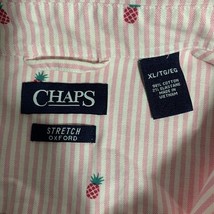 CHAPS
STRETCH
OXFORD
XL/TG/EG
98% COTTON
2% ELASTANE
MADE IN
VIETNAM